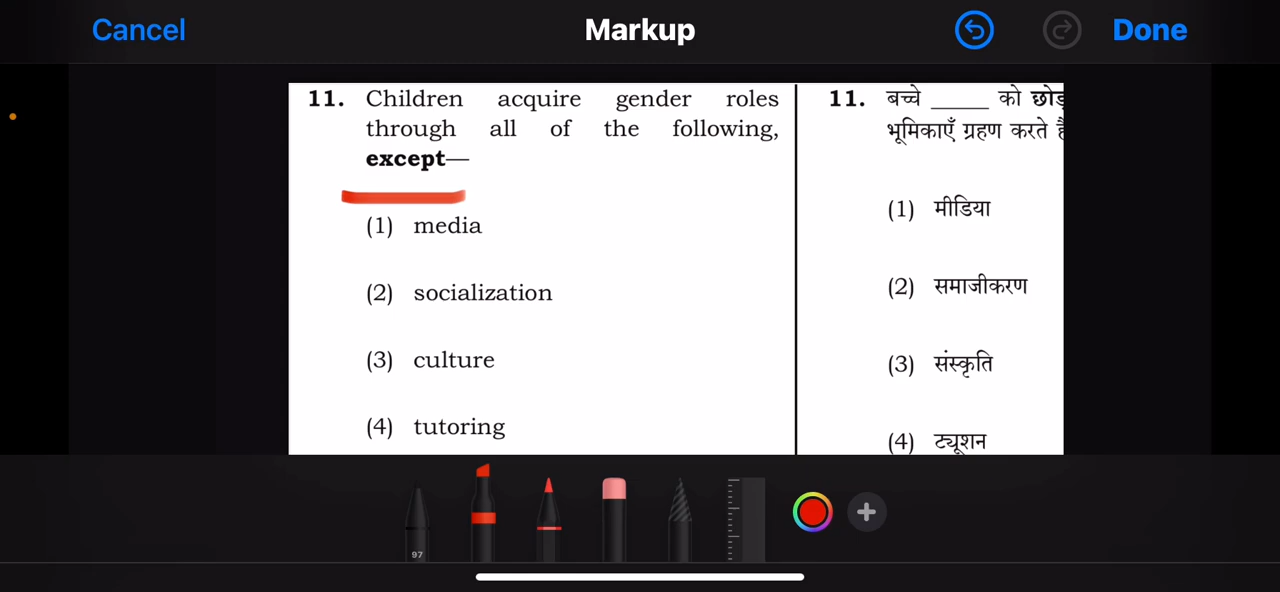 Cancel
Markup
Done
11. Children acquire gender roles
through all of the following,
except—
(1) media
(2) socialization
(3) culture
(4) tutoring
11. बच्चे _____ को छोड़
भूमिकाएँ ग्रहण करते हैं
(1) मीडिया
(2) समाजीकरण
(3) संस्कृति
(4) ट्यूशन
97